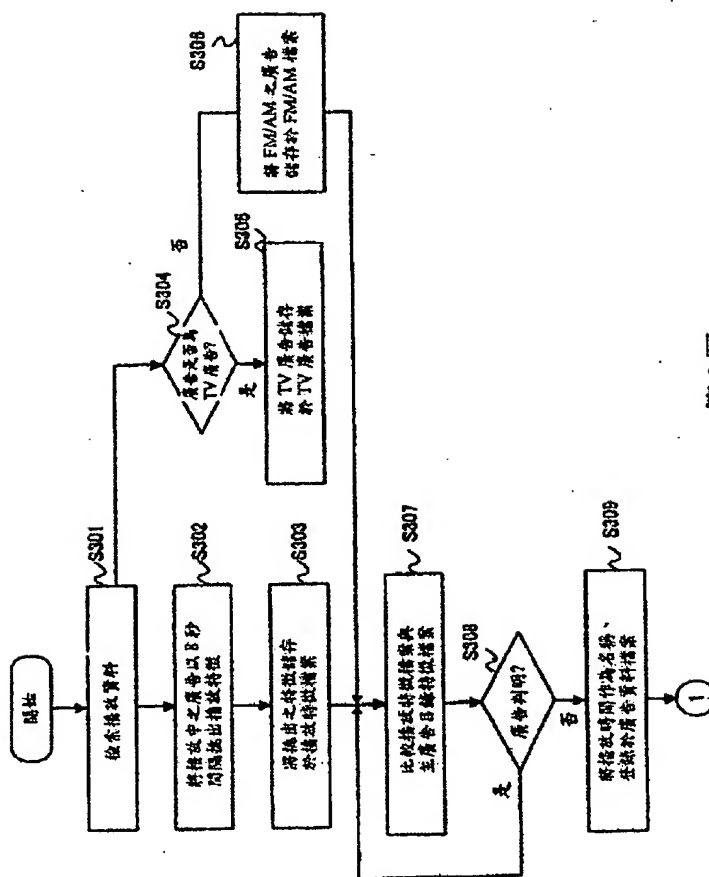 開始
S301
檢索播放資料
S302
將播放中之廣告以8秒
間隔抓出播放特徵
S303
將抓出之特徵儲存
於播放特徵檔案
S304
廣告是否為
TV廣告?
是
否
S305
將TV廣告儲存
於TV廣告檔案
S306
將FM/AM之廣告
儲存於FM/AM檔案
S307
比較播放特徵檔案與
主廣告目錄特徵檔案
S308
廣告判明?
是
否
S309
將播放時間作為名稱、
登錄於廣告資料檔案
1